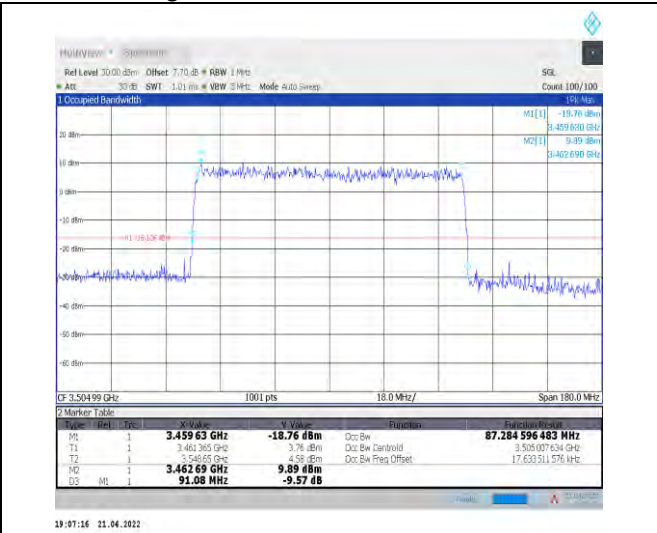 MultiView Spectrum
Ref Level 30.00 dBm Offset 7.70 dB RBW 1 MHz SGL
Att 30 dB SWT 1.01 ms VBW 3 MHz Mode Auto Sweep Count 100/100
1 Occupied Bandwidth 1Pk Max
M1[1] -18.76 dBm
3.459630 GHz
M2[1] 9.89 dBm
3.462690 GHz
20 dBm
10 dBm
0 dBm
-10 dBm
-20 dBm
-30 dBm
-40 dBm
-50 dBm
-60 dBm
CF 3.50499 GHz 1001 pts 18.0 MHz/ Span 180.0 MHz
2 Marker Table
Type Ref Trc X-Value Y-Value Function Function Result
M1 1 3.459 63 GHz -18.76 dBm Occ Bw 87.284 596 483 MHz
T1 1 3.461 365 GHz 3.76 dBm Occ Bw Centroid 3.505 007 634 GHz
T2 1 3.548 65 GHz 4.58 dBm Occ Bw Freq Offset 17.633 511 576 kHz
M2 1 3.462 69 GHz 9.89 dBm
D3 M1 1 91.08 MHz -9.57 dB
19:07:16 21.04.2022